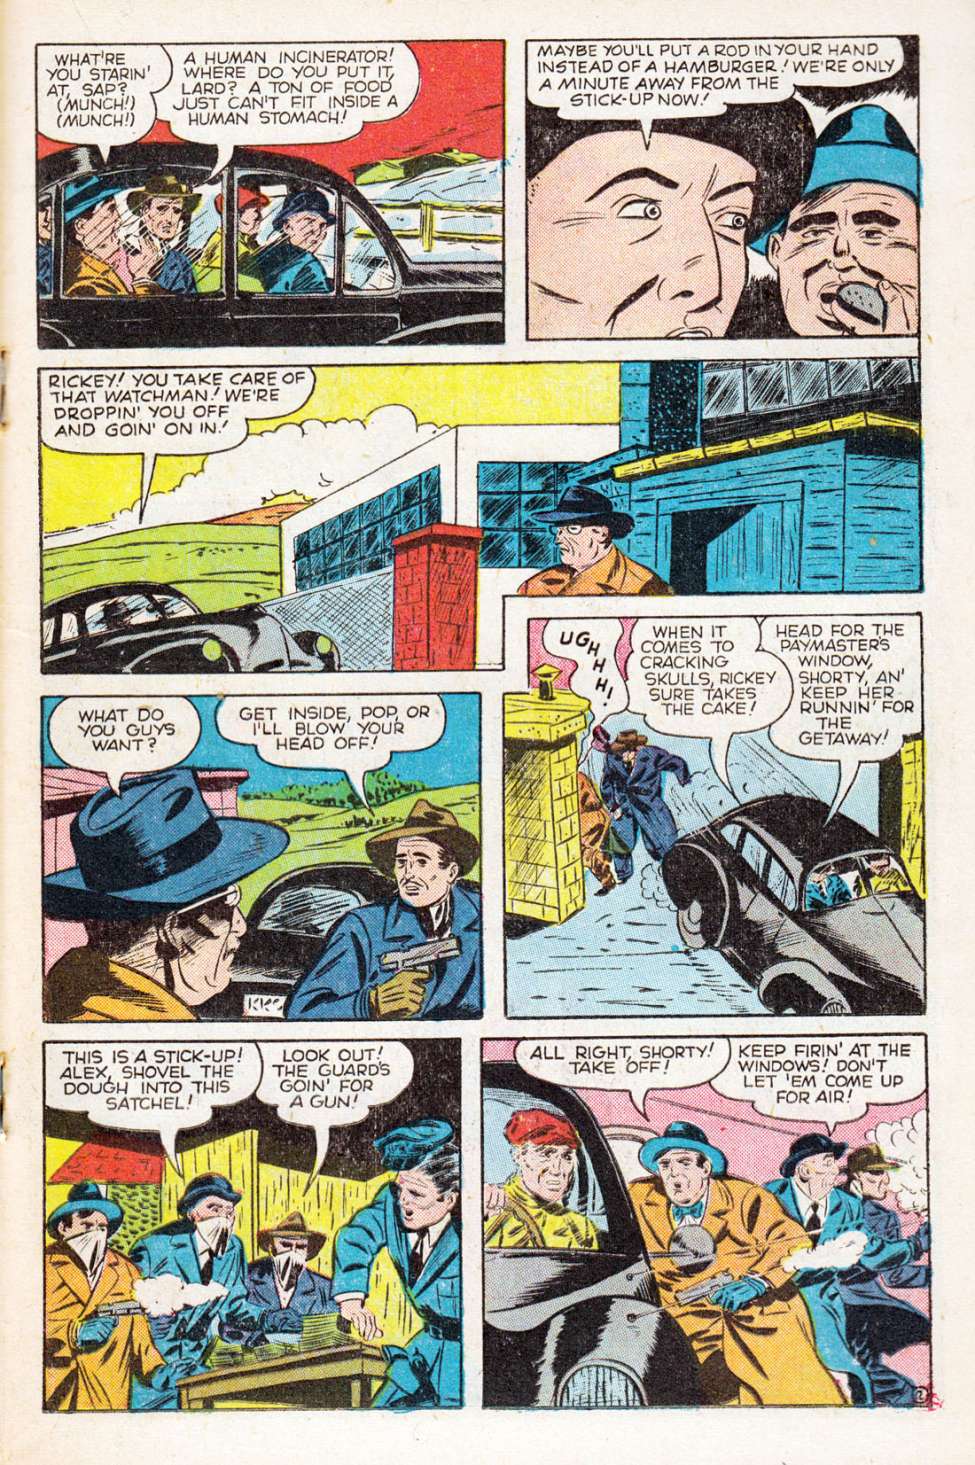 WHAT'RE
YOU STARIN'
AT, SAP?
(MUNCH!)
(MUNCH!)
A HUMAN INCINERATOR!
WHERE DO YOU PUT IT,
LARD? A TON OF FOOD
JUST CAN'T FIT INSIDE A
HUMAN STOMACH!
MAYBE YOU'LL PUT A ROD IN YOUR HAND
INSTEAD OF A HAMBURGER! WE'RE ONLY
A MINUTE AWAY FROM THE
STICK-UP NOW!
RICKEY! YOU TAKE CARE OF
THAT WATCHMAN! WE'RE
DROPPIN' YOU OFF
AND GOIN' ON IN!
WHAT DO
YOU GUYS
WANT?
GET INSIDE, POP, OR
I'LL BLOW YOUR
HEAD OFF!
UGHHH!
WHEN IT
COMES TO
CRACKING
SKULLS, RICKEY
SURE TAKES
THE CAKE!
HEAD FOR THE
PAYMASTER'S
WINDOW,
SHORTY, AN'
KEEP HER
RUNNIN' FOR
THE
GETAWAY!
THIS IS A STICK-UP!
ALEX, SHOVEL THE
DOUGH INTO THIS
SATCHEL!
LOOK OUT!
THE GUARD'S
GOIN' FOR
A GUN!
ALL RIGHT, SHORTY!
TAKE OFF!
KEEP FIRIN' AT THE
WINDOWS! DON'T
LET 'EM COME UP
FOR AIR!
2